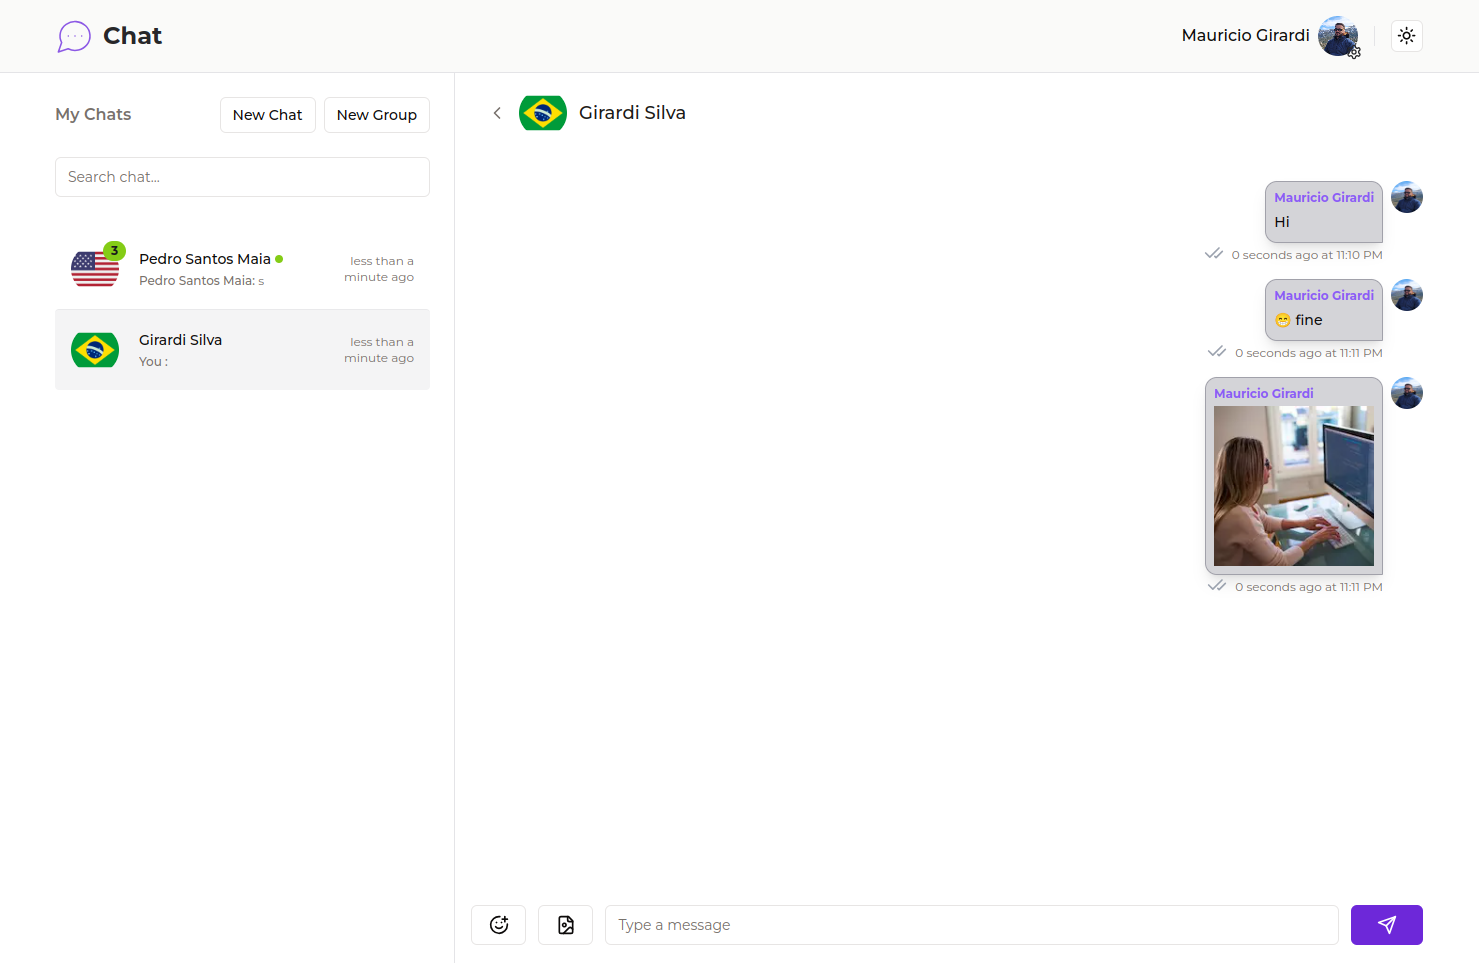 Chat
Mauricio Girardi
My Chats
New Chat
New Group
Search chat...
3
Pedro Santos Maia
Pedro Santos Maia: s
less than a
minute ago
Girardi Silva
You :
less than a
minute ago
Girardi Silva
Mauricio Girardi
Hi
0 seconds ago at 11:10 PM
Mauricio Girardi
😁 fine
0 seconds ago at 11:11 PM
Mauricio Girardi
0 seconds ago at 11:11 PM
Type a message